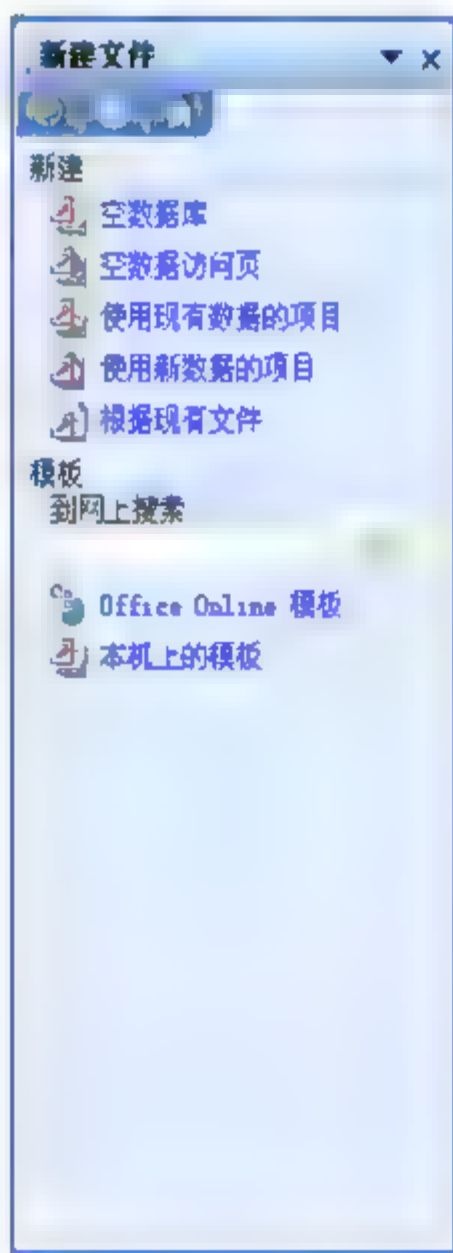 新建文件
新建
空数据库
空数据访问页
使用现有数据的项目
使用新数据的项目
根据现有文件
模板
到网上搜索
Office Online 模板
本机上的模板